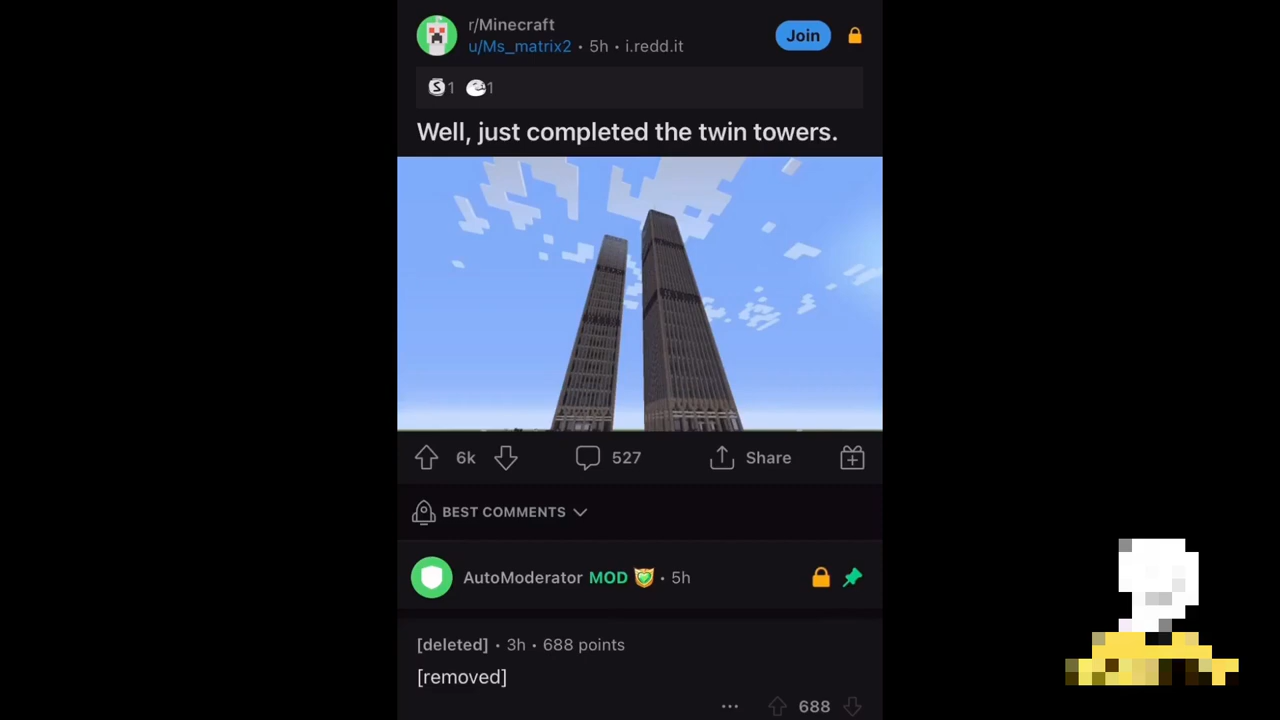 r/Minecraft
u/Ms_matrix2 • 5h • i.redd.it
Join
1 1
Well, just completed the twin towers.
6k
527
Share
BEST COMMENTS
AutoModerator MOD • 5h
[deleted] • 3h • 688 points
[removed]
... 688